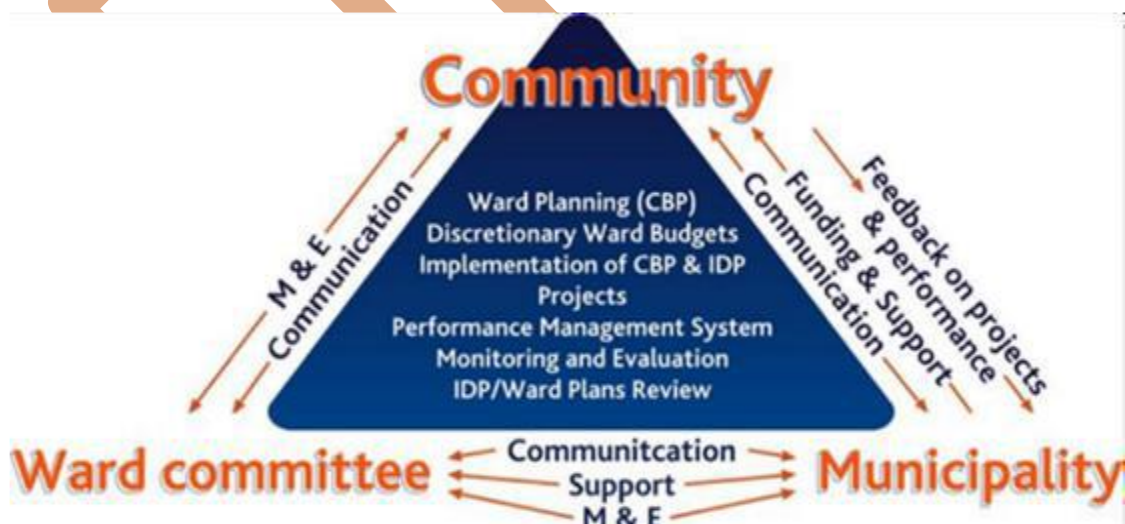 Community
Ward Planning (CBP)
Discretionary Ward Budgets
Implementation of CBP & IDP
Projects
Performance Management System
Monitoring and Evaluation
IDP/Ward Plans Review
M & E
Communication
Communication
Funding & Support
Feedback on projects
& performance
Ward committee
Communitcation
Support
M & E
Municipality